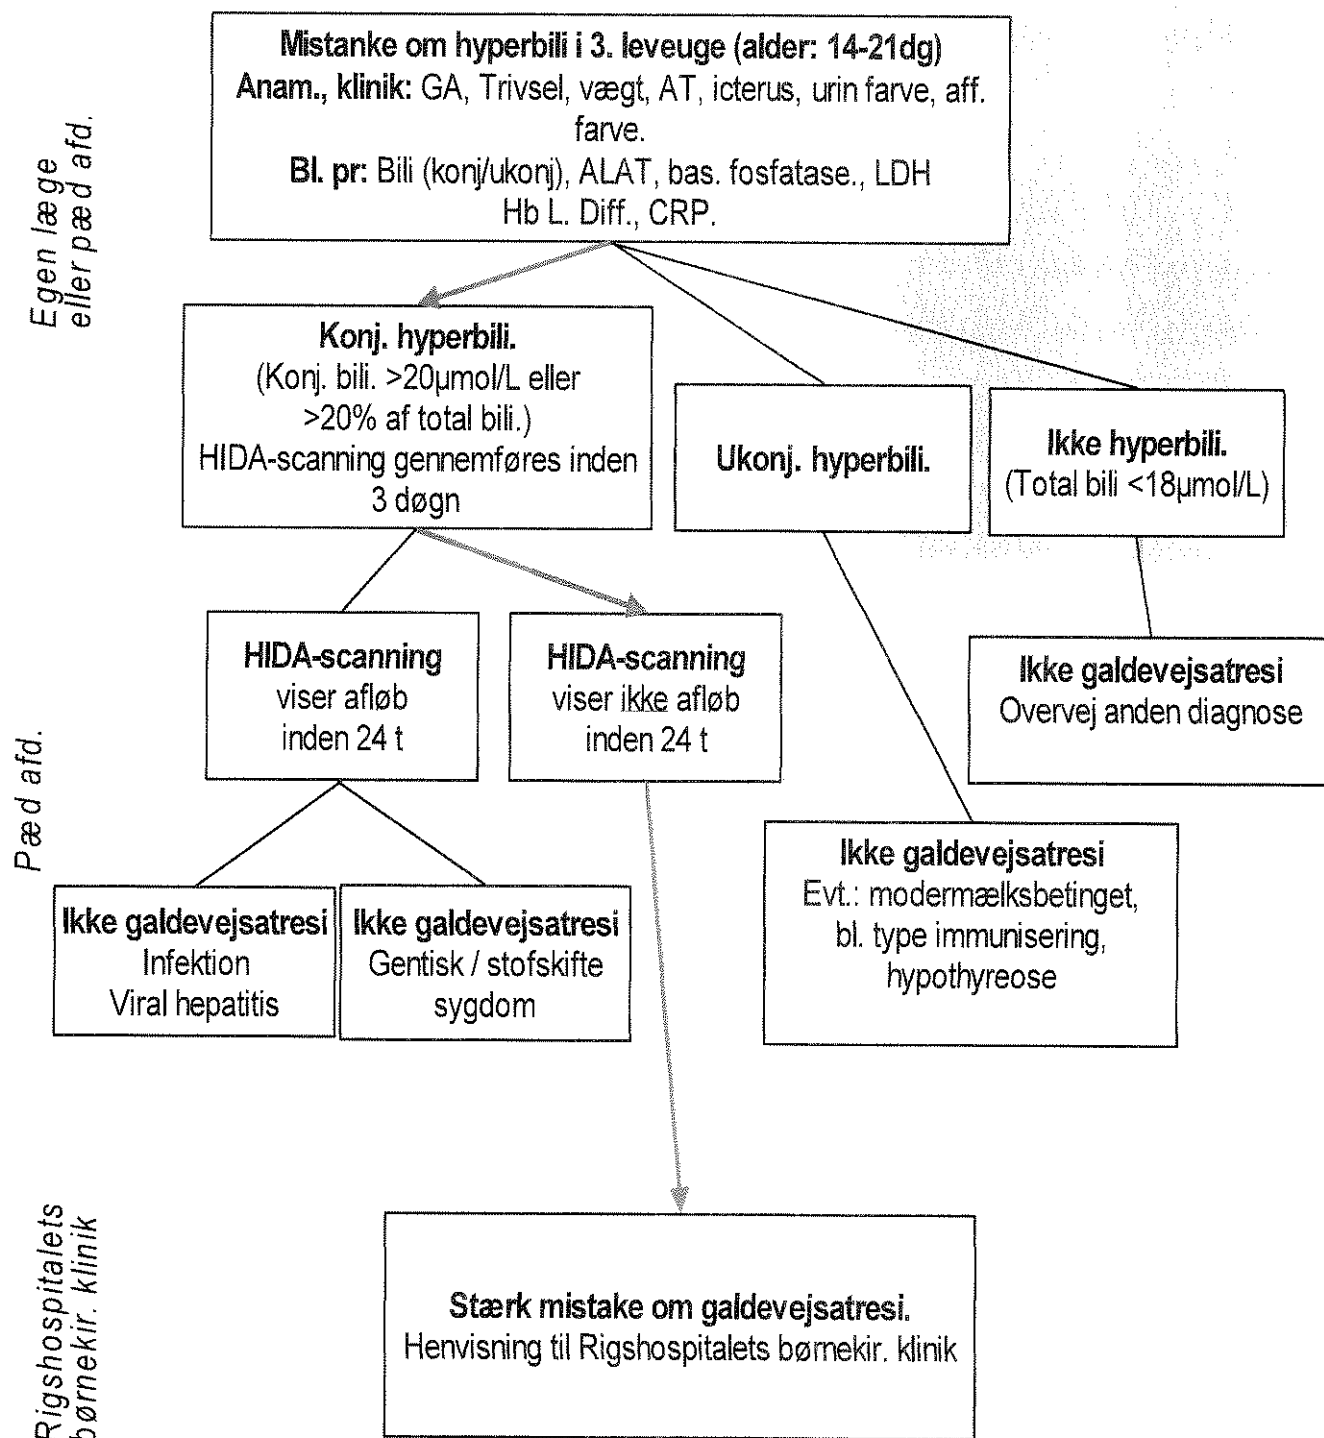 Mistanke om hyperbili i 3. leveuge (alder: 14-21dg)
Anam., klinik: GA, Trivsel, vægt, AT, icterus, urin farve, aff.
farve.
Bl. pr: Bili (konj/ukonj), ALAT, bas. fosfatase., LDH
Hb L. Diff., CRP.
Egen læge
eller pæd afd.
Konj. hyperbili.
(Konj. bili. >20µmol/L eller
>20% af total bili.)
HIDA-scanning gennemføres inden
3 døgn
Ukonj. hyperbili.
Ikke hyperbili.
(Total bili <18µmol/L)
HIDA-scanning
viser afløb
inden 24 t
HIDA-scanning
viser ikke afløb
inden 24 t
Ikke galdevejsatresi
Overvej anden diagnose
Pæd afd.
Ikke galdevejsatresi
Infektion
Viral hepatitis
Ikke galdevejsatresi
Gentisk / stofskifte
sygdom
Ikke galdevejsatresi
Evt.: modermælksbetinget,
bl. type immunisering,
hypothyreose
Rigshospitalets
børnekir. klinik
Stærk mistake om galdevejsatresi.
Henvisning til Rigshospitalets børnekir. klinik